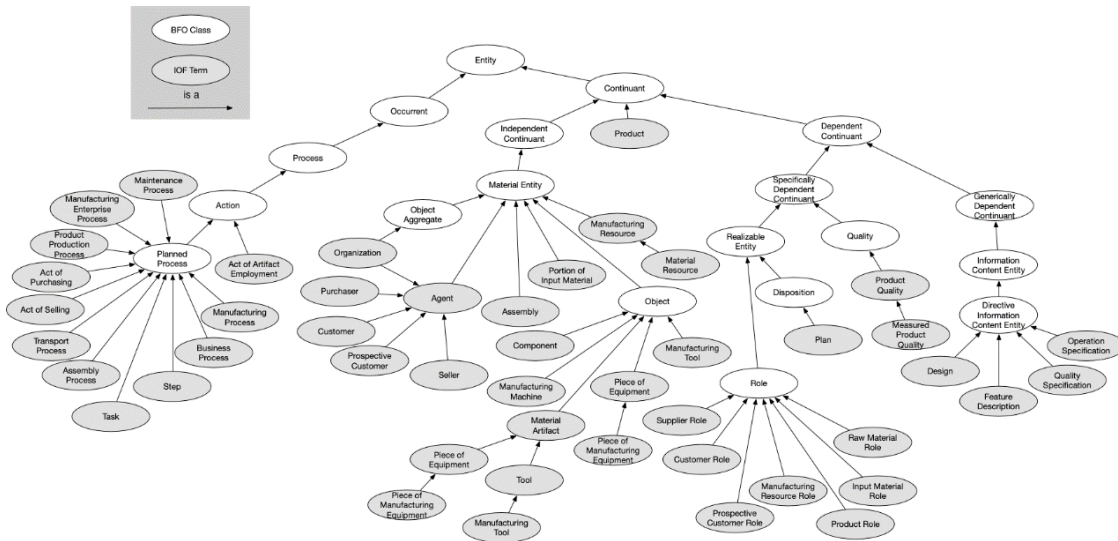 BFO Class
IOF Term
is a
Entity
Continuant
Occurrent
Independent
Continuant
Product
Dependent
Continuant
Process
Maintenance
Process
Manufacturing
Enterprise
Process
Action
Object
Aggregate
Material Entity
Specifically
Dependent
Continuant
Generically
Dependent
Continuant
Product
Production
Process
Planned
Process
Act of Artifact
Employment
Organization
Manufacturing
Resource
Material
Resource
Realizable
Entity
Quality
Information
Content Entity
Act of
Purchasing
Act of Selling
Transport
Process
Assembly
Process
Task
Step
Business
Process
Manufacturing
Process
Purchaser
Agent
Customer
Prospective
Customer
Seller
Assembly
Portion of
Input Material
Object
Disposition
Plan
Product
Quality
Measured
Product
Quality
Directive
Information
Content Entity
Operation
Specification
Design
Feature
Description
Quality
Specification
Component
Manufacturing
Tool
Manufacturing
Machine
Piece of
Equipment
Piece of
Manufacturing
Equipment
Material
Artifact
Piece of
Equipment
Piece of
Manufacturing
Equipment
Tool
Manufacturing
Tool
Role
Supplier Role
Customer Role
Prospective
Customer Role
Manufacturing
Resource Role
Product Role
Input Material
Role
Raw Material
Role